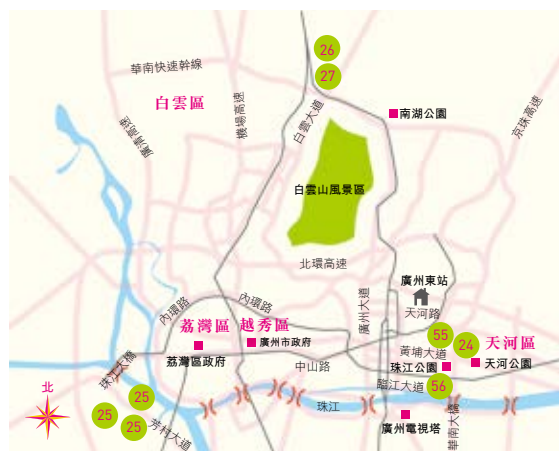 26
27
華南快速幹線
白雲區
機場高速
白雲大道
南湖公園
京珠高速
廣清高速
白雲山風景區
北環高速
廣州大道
廣州東站
天河路
內環路
內環路
荔灣區
越秀區
廣州市政府
荔灣區政府
中山路
55
24
天河區
黃埔大道
珠江公園
天河公園
珠江大橋
臨江大道
56
北
25
25
25
芳村大道
珠江
廣州電視塔
華南大橋